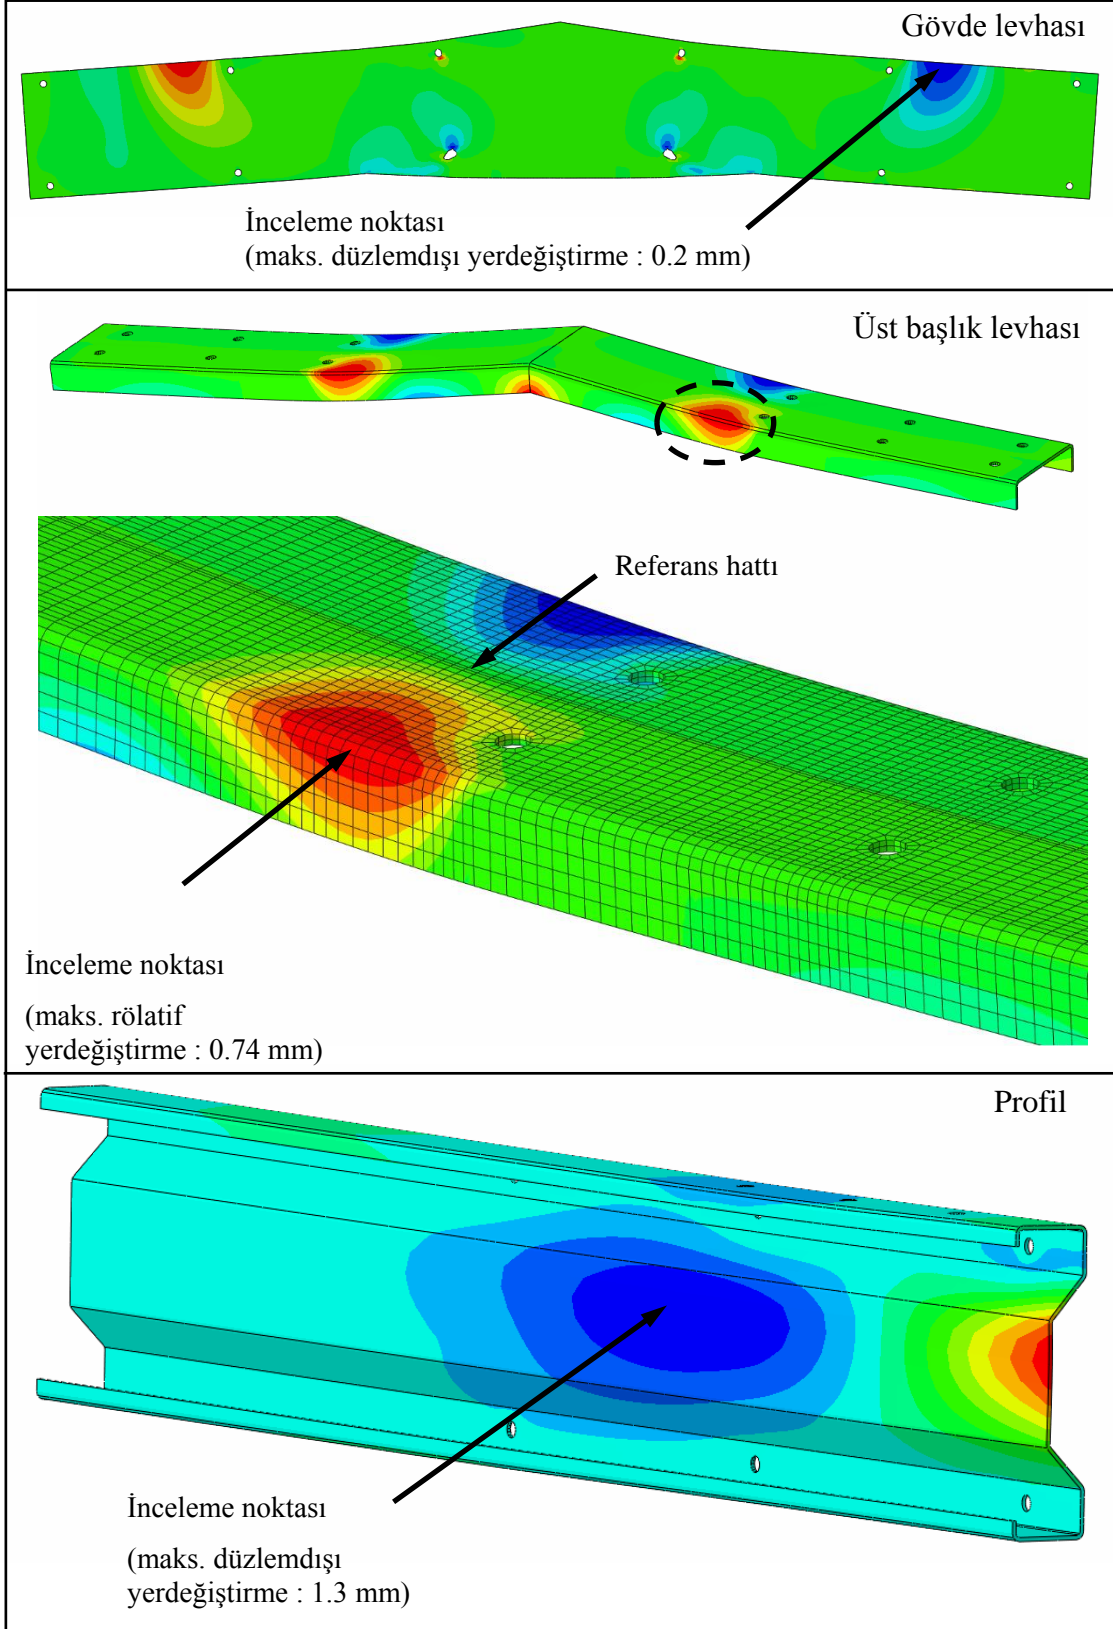 Gövde levhası
İnceleme noktası
(maks. düzlemdışı yerdeğiştirme : 0.2 mm)
Üst başlık levhası
Referans hattı
İnceleme noktası
(maks. rölatif
yerdeğiştirme : 0.74 mm)
Profil
İnceleme noktası
(maks. düzlemdışı
yerdeğiştirme : 1.3 mm)